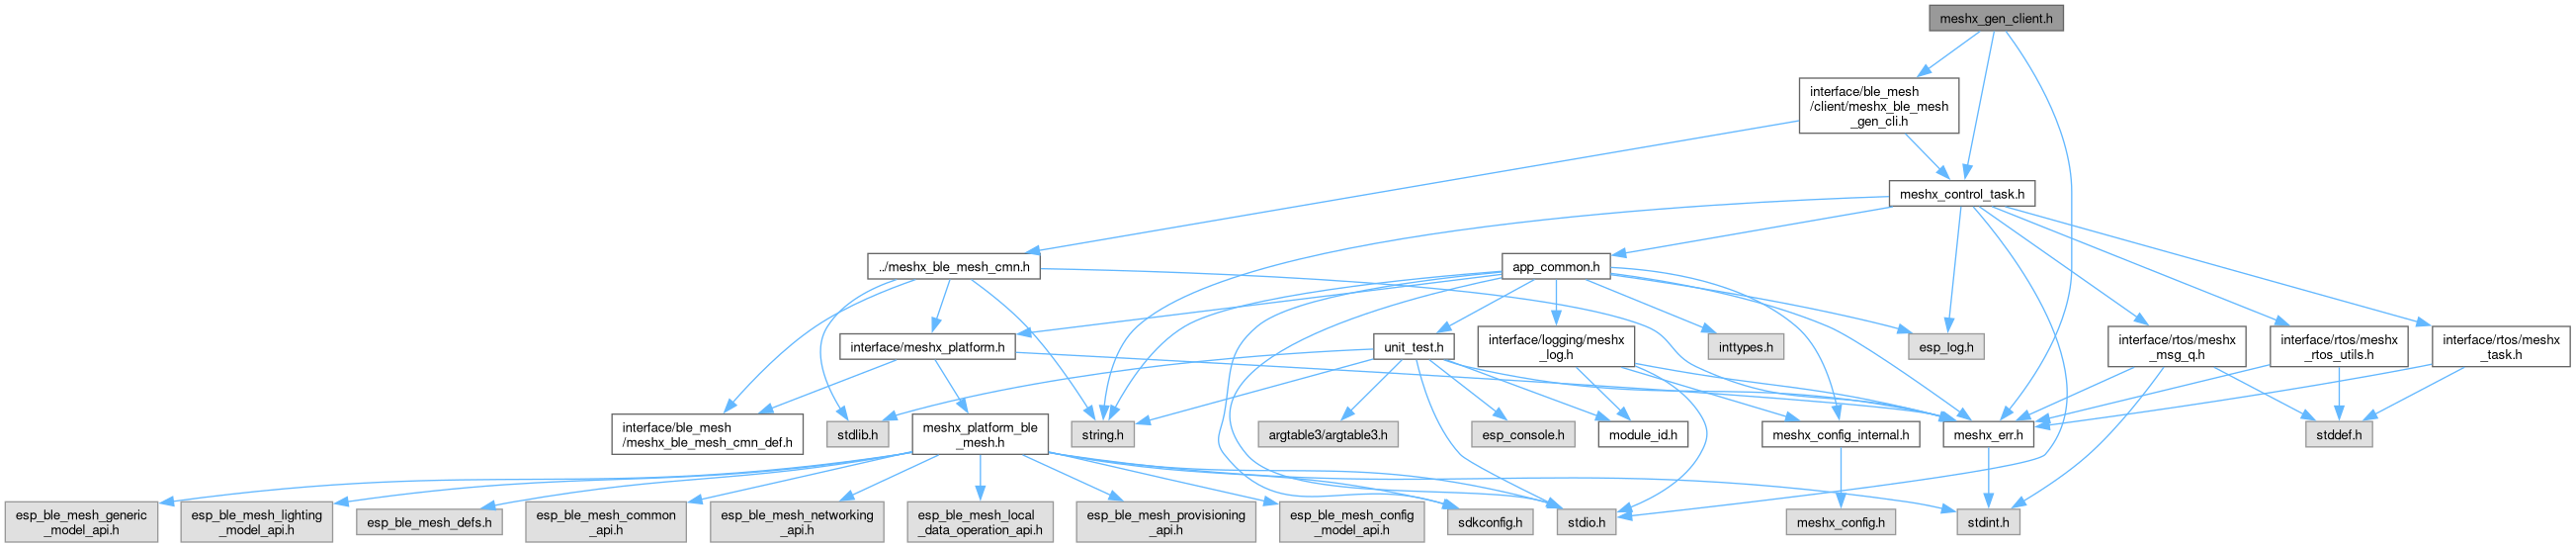 meshx_gen_client.h
interface/ble_mesh
/client/meshx_ble_mesh
_gen_cli.h
meshx_control_task.h
../meshx_ble_mesh_cmn.h
app_common.h
interface/meshx_platform.h
unit_test.h
interface/logging/meshx
_log.h
inttypes.h
esp_log.h
interface/rtos/meshx
_msg_q.h
interface/rtos/meshx
_rtos_utils.h
interface/rtos/meshx
_task.h
interface/ble_mesh
/meshx_ble_mesh_cmn_def.h
stdlib.h
meshx_platform_ble
_mesh.h
string.h
argtable3/argtable3.h
esp_console.h
module_id.h
meshx_config_internal.h
meshx_err.h
stddef.h
esp_ble_mesh_generic
_model_api.h
esp_ble_mesh_lighting
_model_api.h
esp_ble_mesh_defs.h
esp_ble_mesh_common
_api.h
esp_ble_mesh_networking
_api.h
esp_ble_mesh_local
_data_operation_api.h
esp_ble_mesh_provisioning
_api.h
esp_ble_mesh_config
_model_api.h
sdkconfig.h
stdio.h
meshx_config.h
stdint.h